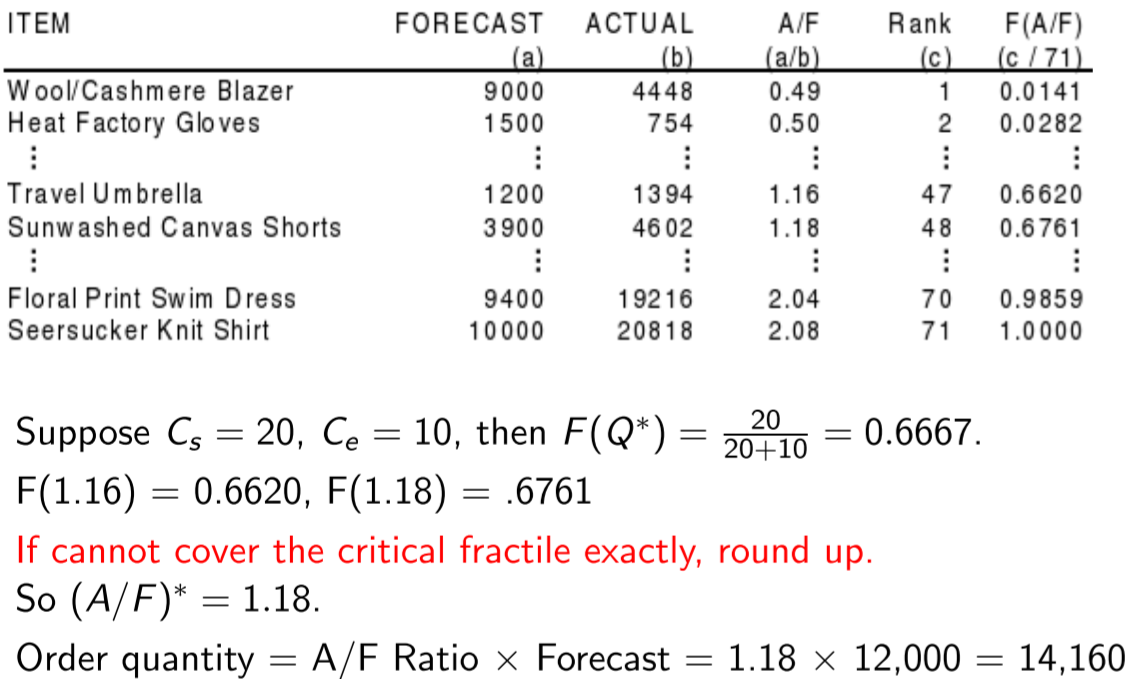 ITEM FORECAST ACTUAL A/F Rank F(A/F)
(a) (b) (a/b) (c) (c / 71)
Wool/Cashmere Blazer 9000 4448 0.49 1 0.0141
Heat Factory Gloves 1500 754 0.50 2 0.0282
⋮ ⋮ ⋮ ⋮ ⋮ ⋮
Travel Umbrella 1200 1394 1.16 47 0.6620
Sunwashed Canvas Shorts 3900 4602 1.18 48 0.6761
⋮ ⋮ ⋮ ⋮ ⋮ ⋮
Floral Print Swim Dress 9400 19216 2.04 70 0.9859
Seersucker Knit Shirt 10000 20818 2.08 71 1.0000
Suppose Cₛ = 20, Cₑ = 10, then F(Q*) = 20/20+10 = 0.6667.
F(1.16) = 0.6620, F(1.18) = .6761
If cannot cover the critical fractile exactly, round up.
So (A/F)* = 1.18.
Order quantity = A/F Ratio × Forecast = 1.18 × 12,000 = 14,160